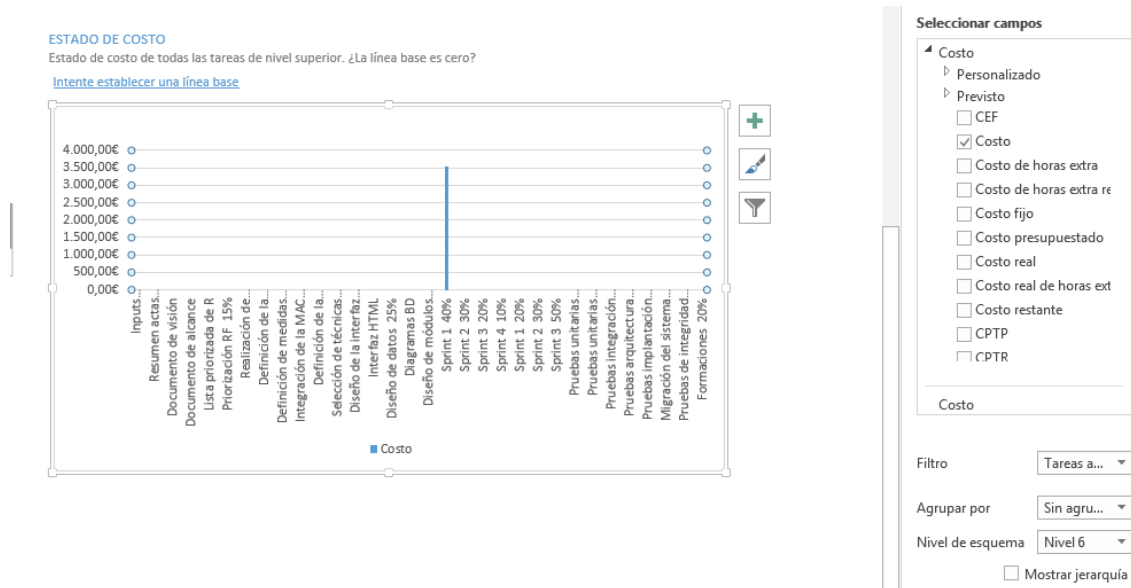 ESTADO DE COSTO
Estado de costo de todas las tareas de nivel superior. ¿La línea base es cero?
Intente establecer una línea base
4.000,00€
3.500,00€
3.000,00€
2.500,00€
2.000,00€
1.500,00€
1.000,00€
500,00€
0,00€
Inputs...
Resumen actas...
Documento de visión
Documento de alcance
Lista priorizada de R
Priorización RF 15%
Realización de...
Definición de la...
Definición de medidas...
Integración de la MAC...
Definición de la...
Selección de técnicas...
Diseño de la interfaz...
Interfaz HTML
Diseño de datos 25%
Diagramas BD
Diseño de módulos...
Sprint 1 40%
Sprint 2 30%
Sprint 3 20%
Sprint 4 10%
Sprint 1 20%
Sprint 2 30%
Sprint 3 50%
Pruebas unitarias...
Pruebas unitarias...
Pruebas integración...
Pruebas arquitectura...
Pruebas implantación...
Migración del sistema...
Pruebas de integridad...
Formaciones 20%
Costo
Seleccionar campos
Costo
Personalizado
Previsto
CEF
Costo
Costo de horas extra
Costo de horas extra re
Costo fijo
Costo presupuestado
Costo real
Costo real de horas ext
Costo restante
CPTP
CPTR
Costo
Filtro Tareas a...
Agrupar por Sin agru...
Nivel de esquema Nivel 6
Mostrar jerarquía